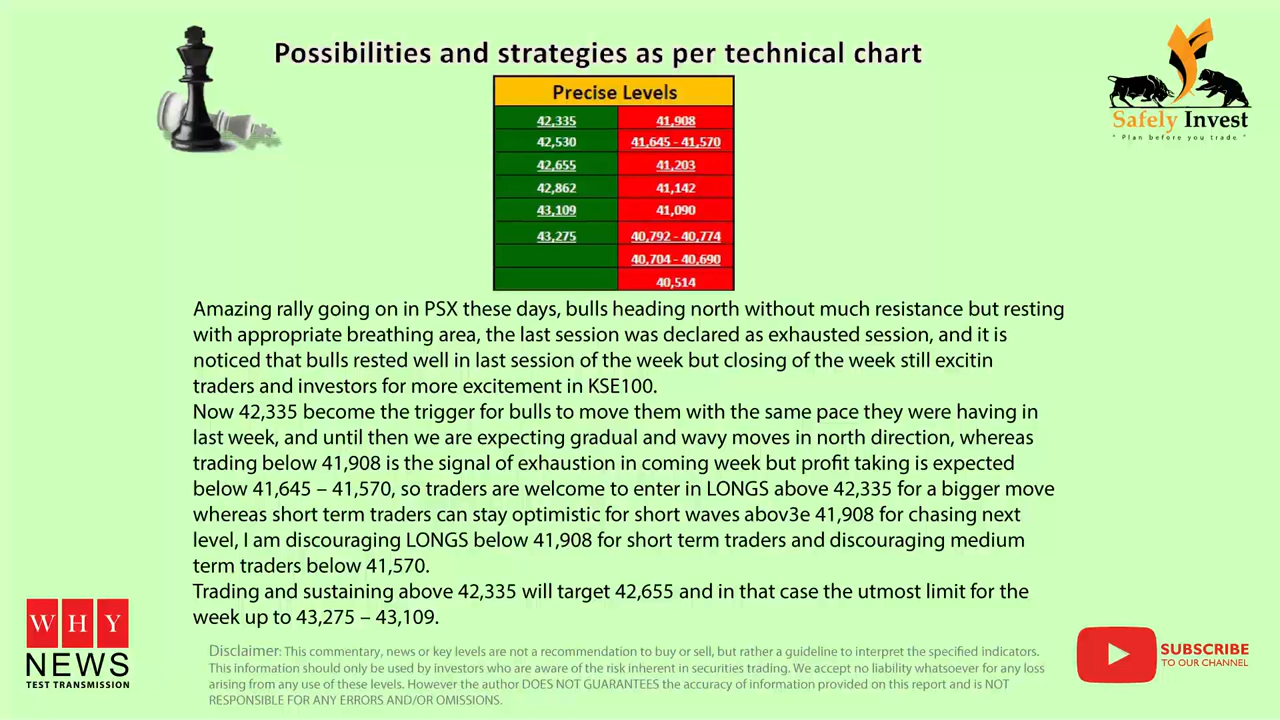 Possibilities and strategies as per technical chart
Precise Levels
42,335 41,908
42,530 41,645 - 41,570
42,655 41,203
42,862 41,142
43,109 41,090
43,275 40,792 - 40,774
40,704 - 40,690
40,514
Safely Invest
" Plan before you trade "
Amazing rally going on in PSX these days, bulls heading north without much resistance but resting
with appropriate breathing area, the last session was declared as exhausted session, and it is
noticed that bulls rested well in last session of the week but closing of the week still excitin
traders and investors for more excitement in KSE100.
Now 42,335 become the trigger for bulls to move them with the same pace they were having in
last week, and until then we are expecting gradual and wavy moves in north direction, whereas
trading below 41,908 is the signal of exhaustion in coming week but profit taking is expected
below 41,645 – 41,570, so traders are welcome to enter in LONGS above 42,335 for a bigger move
whereas short term traders can stay optimistic for short waves abov3e 41,908 for chasing next
level, I am discouraging LONGS below 41,908 for short term traders and discouraging medium
term traders below 41,570.
Trading and sustaining above 42,335 will target 42,655 and in that case the utmost limit for the
week up to 43,275 – 43,109.
WHY
NEWS
TEST TRANSMISSION
Disclaimer: This commentary, news or key levels are not a recommendation to buy or sell, but rather a guideline to interpret the specified indicators.
This information should only be used by investors who are aware of the risk inherent in securities trading. We accept no liability whatsoever for any loss
arising from any use of these levels. However the author DOES NOT GUARANTEES the accuracy of information provided on this report and is NOT
RESPONSIBLE FOR ANY ERRORS AND/OR OMISSIONS.
SUBSCRIBE
TO OUR CHANNEL